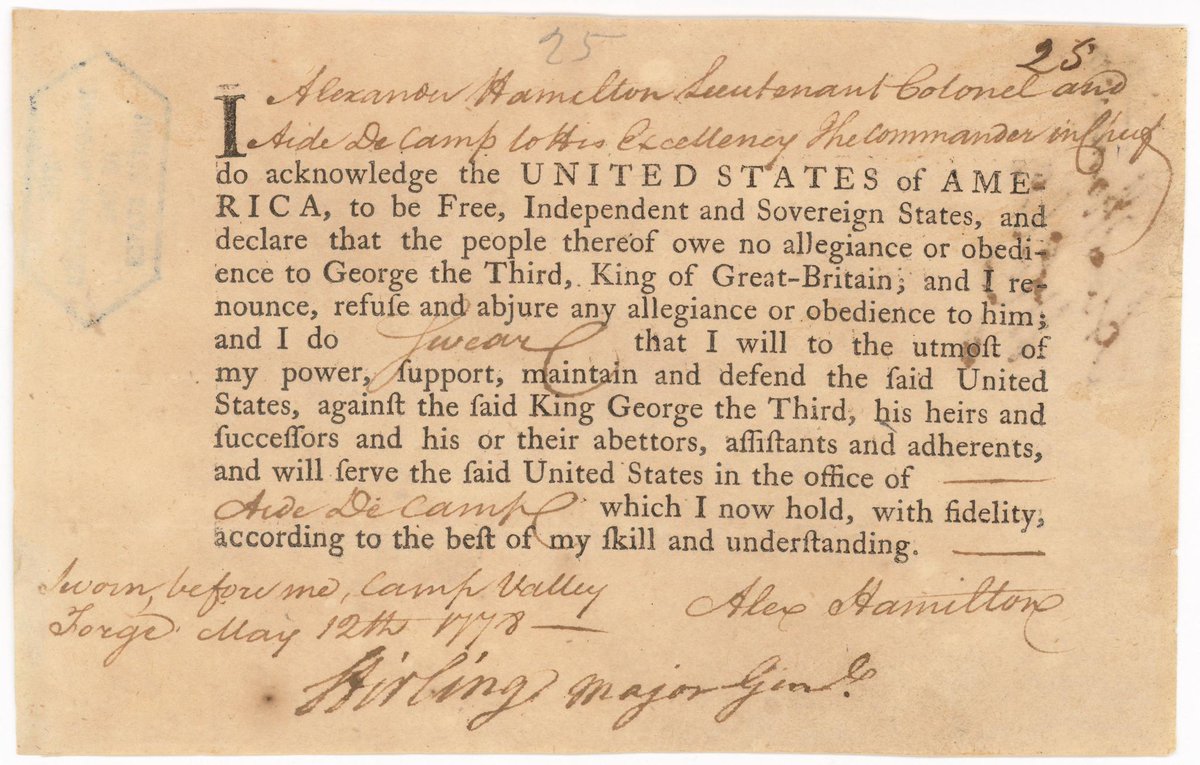 25
25
I Alexander Hamilton Lieutenant Colonel and
Aide De Camp to His Excellency The Commander in Chief
do acknowledge the UNITED STATES of AME-
RICA, to be Free, Independent and Sovereign States, and
declare that the people thereof owe no allegiance or obedi-
ence to George the Third, King of Great-Britain; and I re-
nounce, refuſe and abjure any allegiance or obedience to him;
and I do Swear that I will to the utmoſt of
my power, ſupport, maintain and defend the ſaid United
States, againſt the ſaid King George the Third, his heirs and
ſucceſſors and his or their abettors, aſſiſtants and adherents,
and will ſerve the ſaid United States in the office of ——
Aide De Camp which I now hold, with fidelity,
according to the beſt of my ſkill and underſtanding. ——
Sworn, before me, Camp Valley
Forge May 12th 1778 —
Alex Hamilton
Stirling Major Genl.